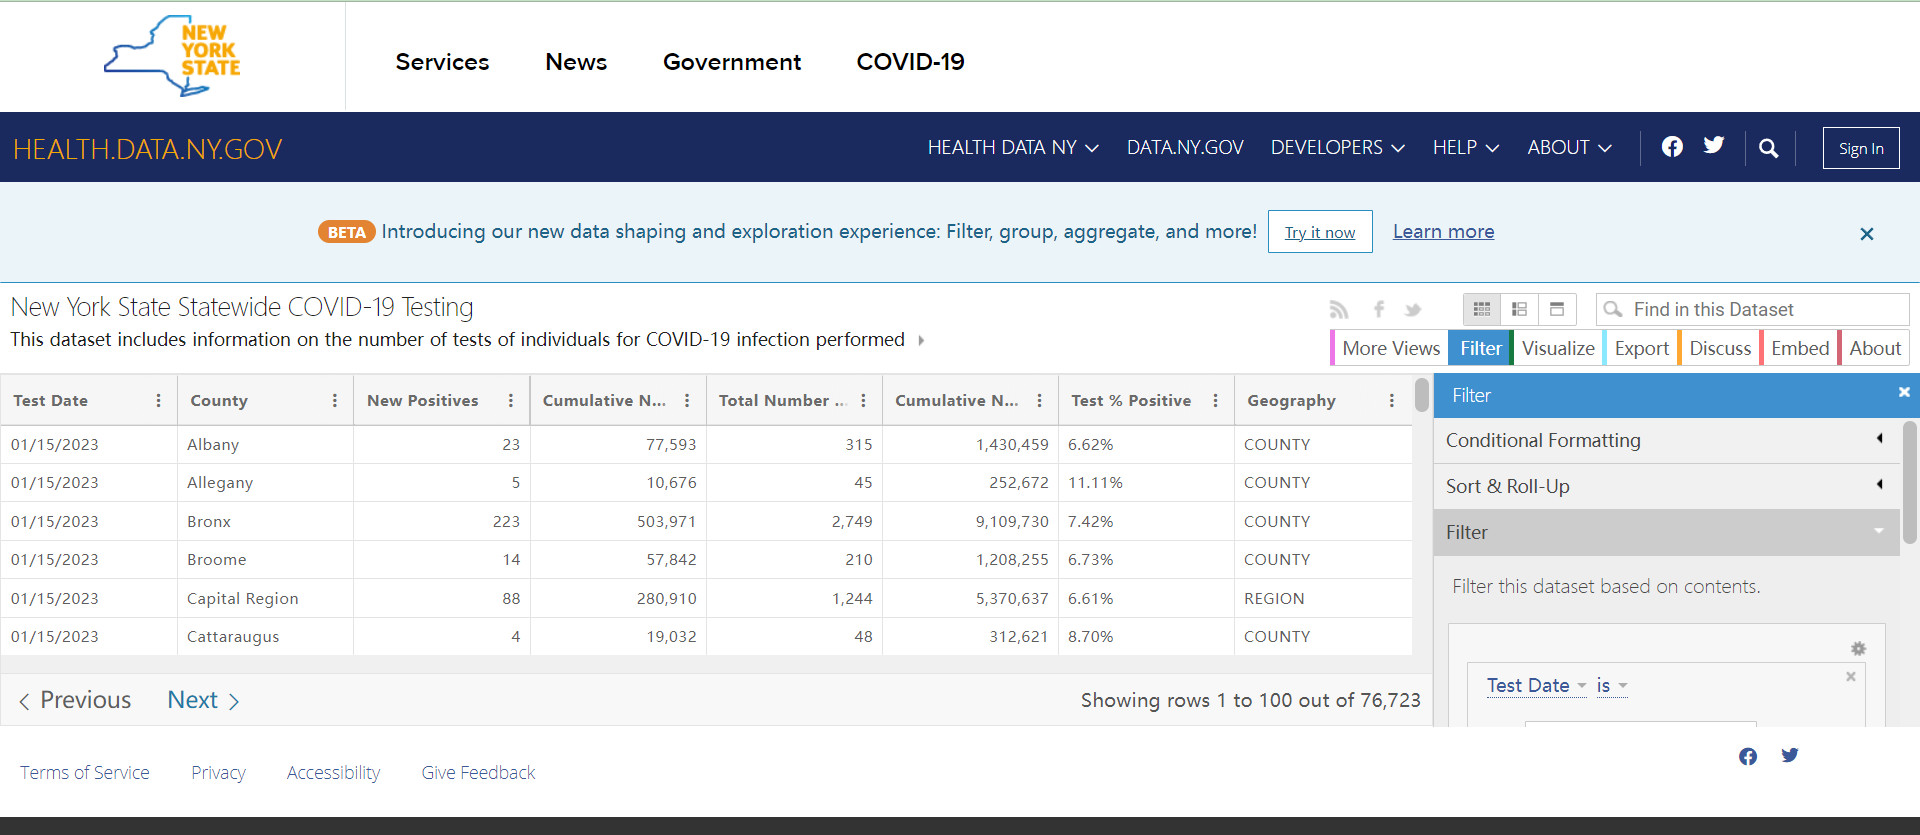 NEW
YORK
STATE
Services News Government COVID-19
HEALTH.DATA.NY.GOV HEALTH DATA NY DATA.NY.GOV DEVELOPERS HELP ABOUT Sign In
BETA Introducing our new data shaping and exploration experience: Filter, group, aggregate, and more! Try it now Learn more
New York State Statewide COVID-19 Testing Find in this Dataset
This dataset includes information on the number of tests of individuals for COVID-19 infection performed
More Views Filter Visualize Export Discuss Embed About
Test Date County New Positives Cumulative N... Total Number ... Cumulative N... Test % Positive Geography
01/15/2023 Albany 23 77,593 315 1,430,459 6.62% COUNTY
01/15/2023 Allegany 5 10,676 45 252,672 11.11% COUNTY
01/15/2023 Bronx 223 503,971 2,749 9,109,730 7.42% COUNTY
01/15/2023 Broome 14 57,842 210 1,208,255 6.73% COUNTY
01/15/2023 Capital Region 88 280,910 1,244 5,370,637 6.61% REGION
01/15/2023 Cattaraugus 4 19,032 48 312,621 8.70% COUNTY
Previous Next Showing rows 1 to 100 out of 76,723
Filter
Conditional Formatting
Sort & Roll-Up
Filter
Filter this dataset based on contents.
Test Date is
Terms of Service Privacy Accessibility Give Feedback